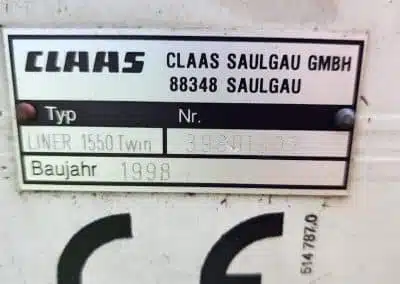 CLAAS CLAAS SAULGAU GMBH
88348 SAULGAU
Typ Nr.
LINER 1550 Twin
Baujahr 1998
CE
514 787.0